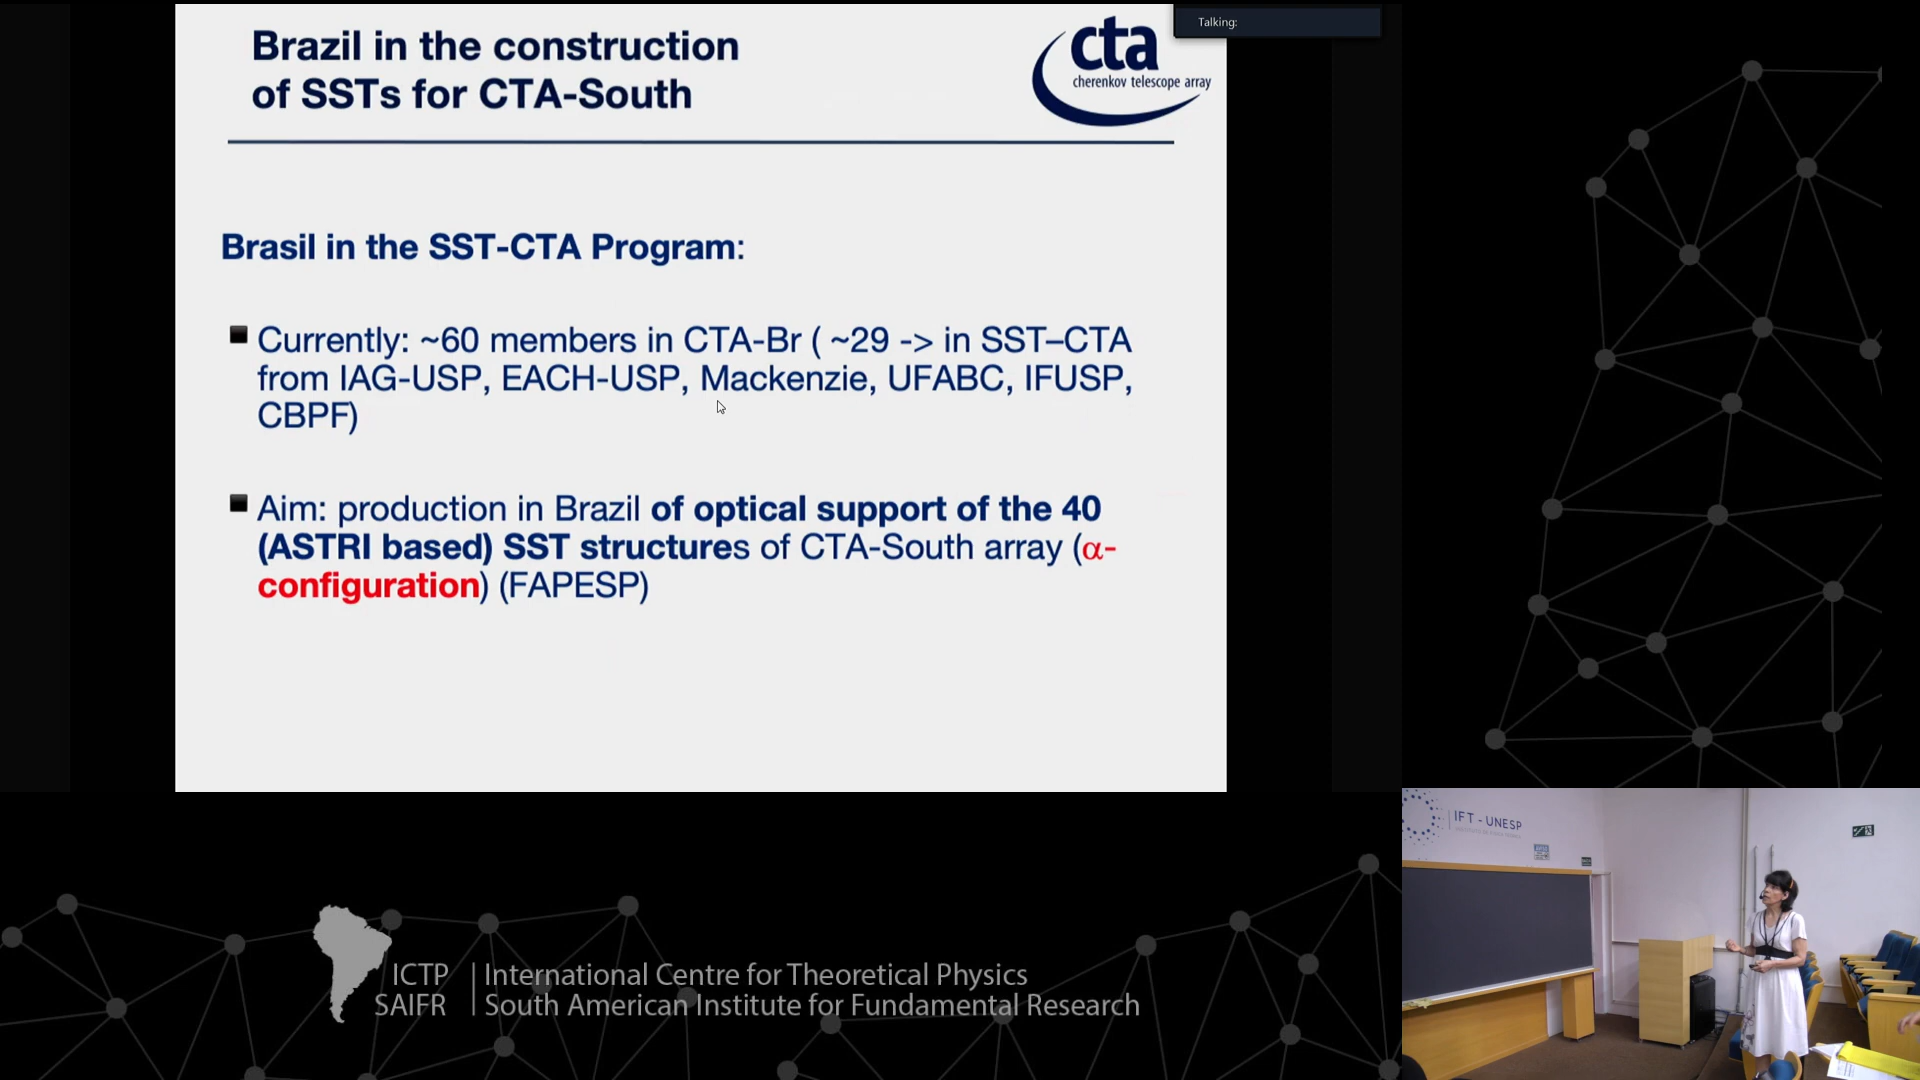 Talking:
Brazil in the construction
of SSTs for CTA-South
cta
cherenkov telescope array
Brasil in the SST-CTA Program:
Currently: ~60 members in CTA-Br ( ~29 -> in SST–CTA
from IAG-USP, EACH-USP, Mackenzie, UFABC, IFUSP,
CBPF)
Aim: production in Brazil of optical support of the 40
(ASTRI based) SST structures of CTA-South array (α-
configuration) (FAPESP)
IFT - UNESP
ICTP | International Centre for Theoretical Physics
SAIFR | South American Institute for Fundamental Research